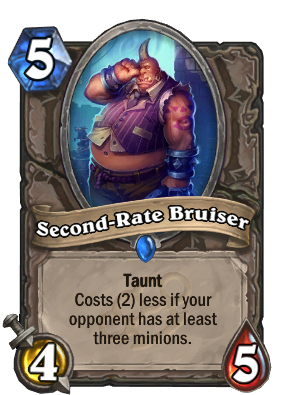 5
Second-Rate Bruiser
Taunt
Costs (2) less if your
opponent has at least
three minions.
4
5